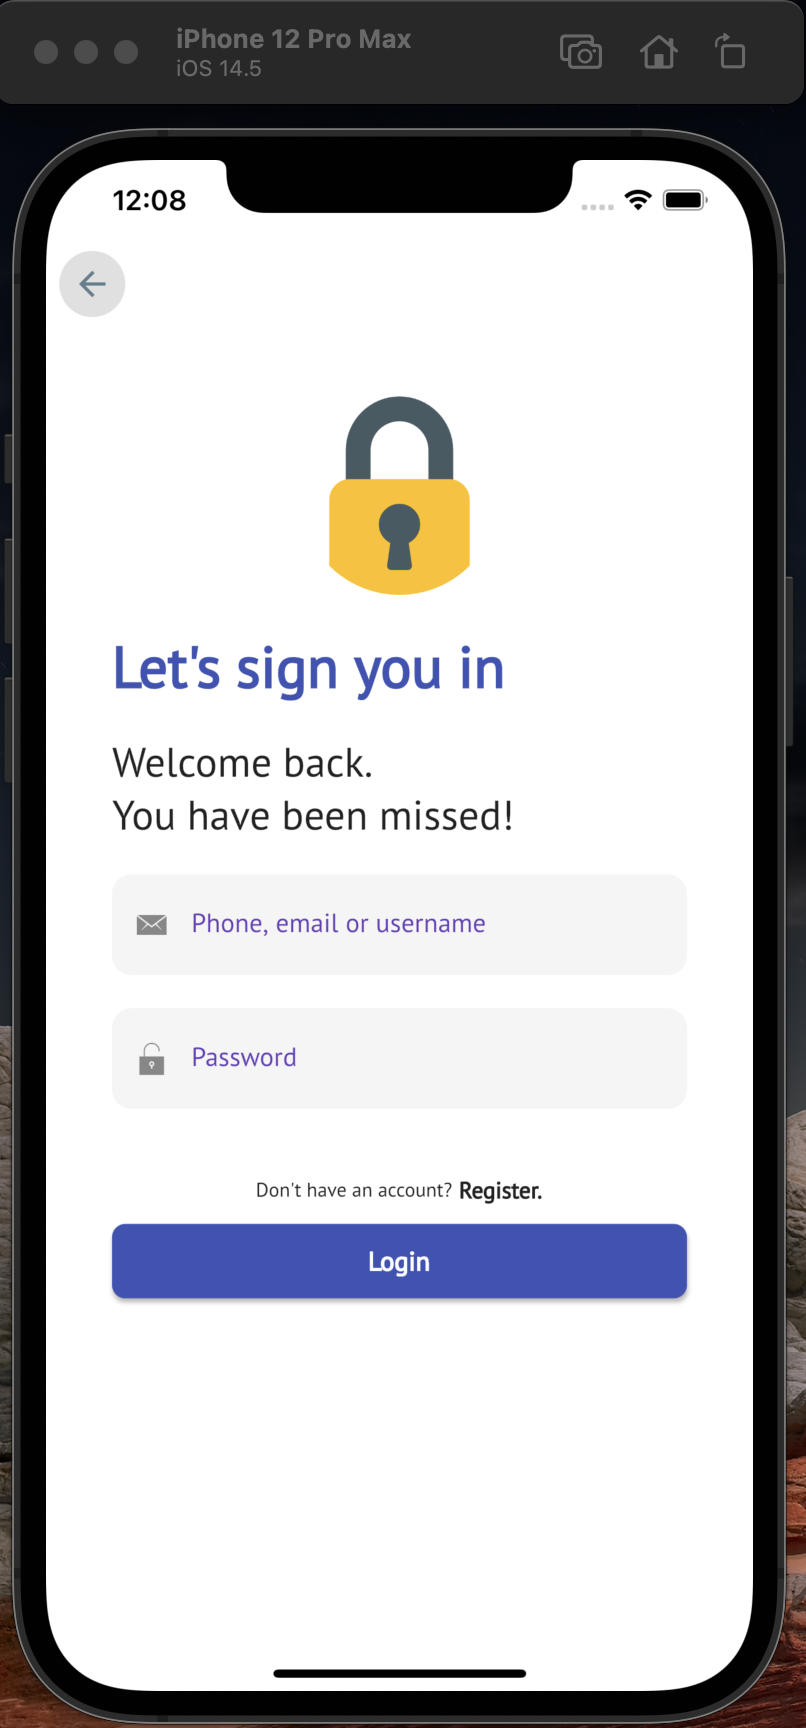 iPhone 12 Pro Max
iOS 14.5
12:08
Let's sign you in
Welcome back.
You have been missed!
Phone, email or username
Password
Don't have an account? Register.
Login